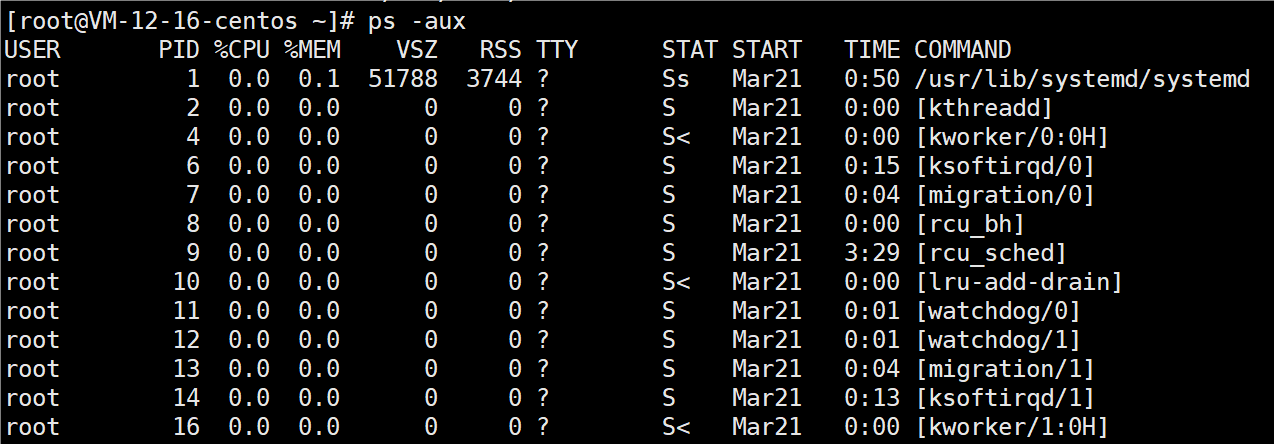 [root@VM-12-16-centos ~]# ps -aux
USER       PID %CPU %MEM    VSZ   RSS TTY      STAT START   TIME COMMAND
root         1  0.0  0.1  51788  3744 ?        Ss   Mar21   0:50 /usr/lib/systemd/systemd
root         2  0.0  0.0      0     0 ?        S    Mar21   0:00 [kthreadd]
root         4  0.0  0.0      0     0 ?        S<   Mar21   0:00 [kworker/0:0H]
root         6  0.0  0.0      0     0 ?        S    Mar21   0:15 [ksoftirqd/0]
root         7  0.0  0.0      0     0 ?        S    Mar21   0:04 [migration/0]
root         8  0.0  0.0      0     0 ?        S    Mar21   0:00 [rcu_bh]
root         9  0.0  0.0      0     0 ?        S    Mar21   3:29 [rcu_sched]
root        10  0.0  0.0      0     0 ?        S<   Mar21   0:00 [lru-add-drain]
root        11  0.0  0.0      0     0 ?        S    Mar21   0:01 [watchdog/0]
root        12  0.0  0.0      0     0 ?        S    Mar21   0:01 [watchdog/1]
root        13  0.0  0.0      0     0 ?        S    Mar21   0:04 [migration/1]
root        14  0.0  0.0      0     0 ?        S    Mar21   0:13 [ksoftirqd/1]
root        16  0.0  0.0      0     0 ?        S<   Mar21   0:00 [kworker/1:0H]